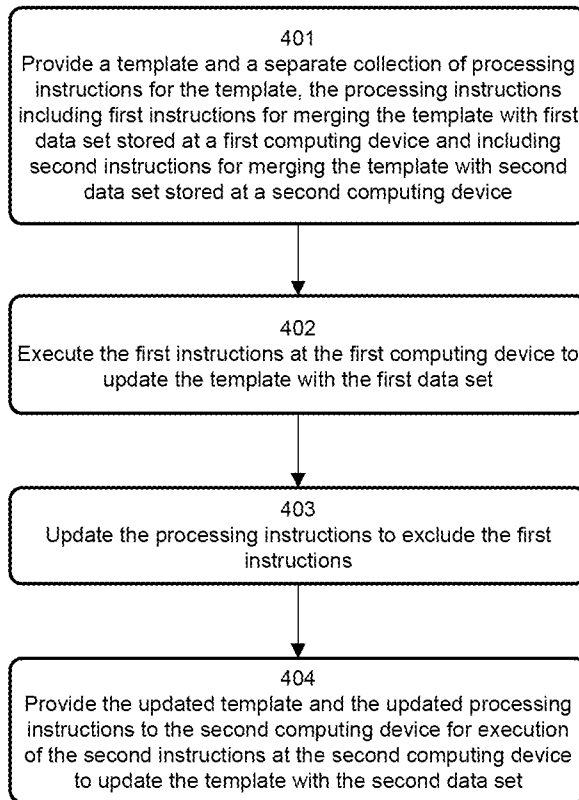 401
Provide a template and a separate collection of processing
instructions for the template, the processing instructions
including first instructions for merging the template with first
data set stored at a first computing device and including
second instructions for merging the template with second
data set stored at a second computing device
402
Execute the first instructions at the first computing device to
update the template with the first data set
403
Update the processing instructions to exclude the first
instructions
404
Provide the updated template and the updated processing
instructions to the second computing device for execution
of the second instructions at the second computing device
to update the template with the second data set